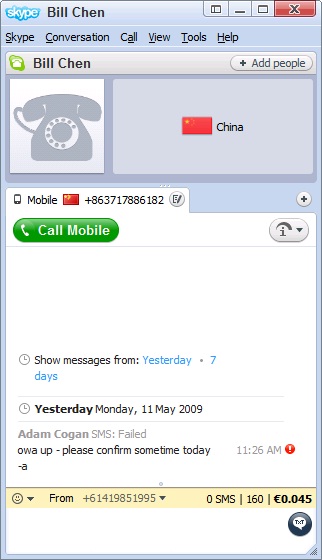 skype Bill Chen
Skype Conversation Call View Tools Help
Bill Chen + Add people
China
Mobile +863717886182
Call Mobile
Show messages from: Yesterday • 7
days
Yesterday Monday, 11 May 2009
Adam Cogan SMS: Failed
owa up - please confirm sometime today 11:26 AM
-a
From +61419851995 0 SMS | 160 | €0.045
TXT